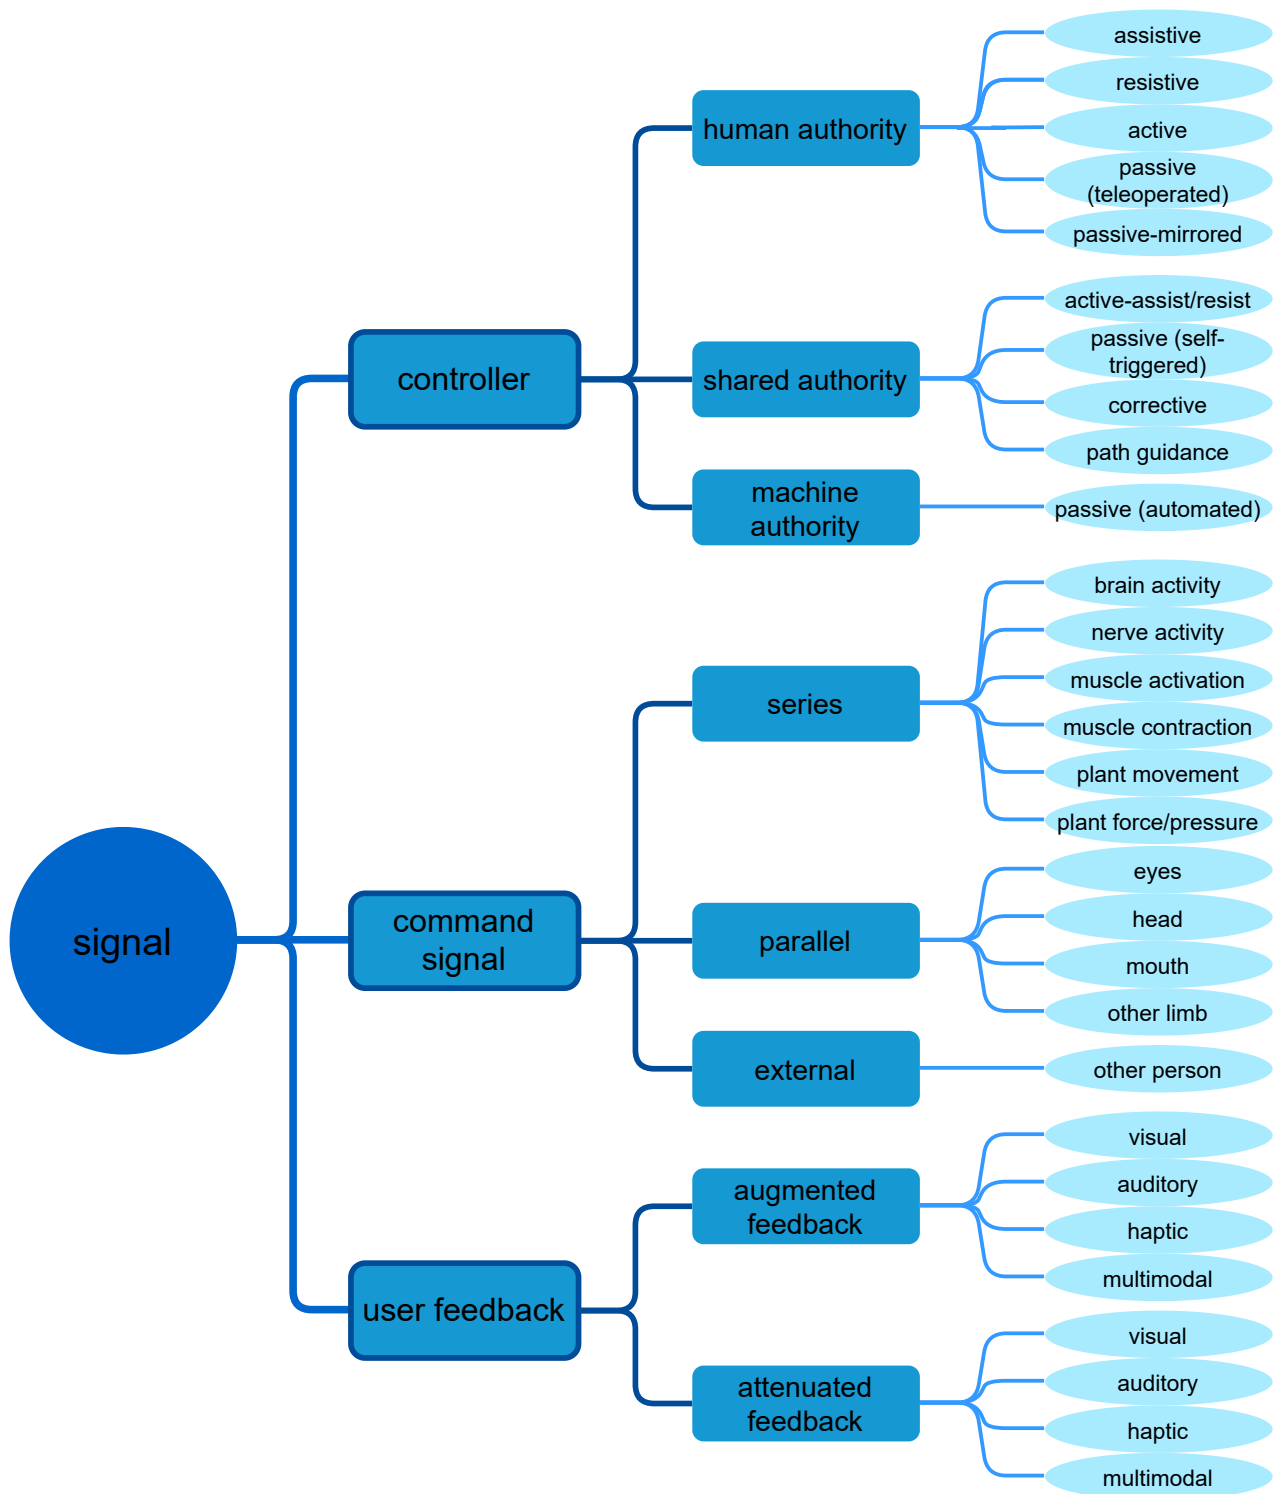 signal
controller
human authority
assistive
resistive
active
passive
(teleoperated)
passive-mirrored
shared authority
active-assist/resist
passive (self-
triggered)
corrective
path guidance
machine
authority
passive (automated)
command
signal
series
brain activity
nerve activity
muscle activation
muscle contraction
plant movement
plant force/pressure
parallel
eyes
head
mouth
other limb
external
other person
user feedback
augmented
feedback
visual
auditory
haptic
multimodal
attenuated
feedback
visual
auditory
haptic
multimodal